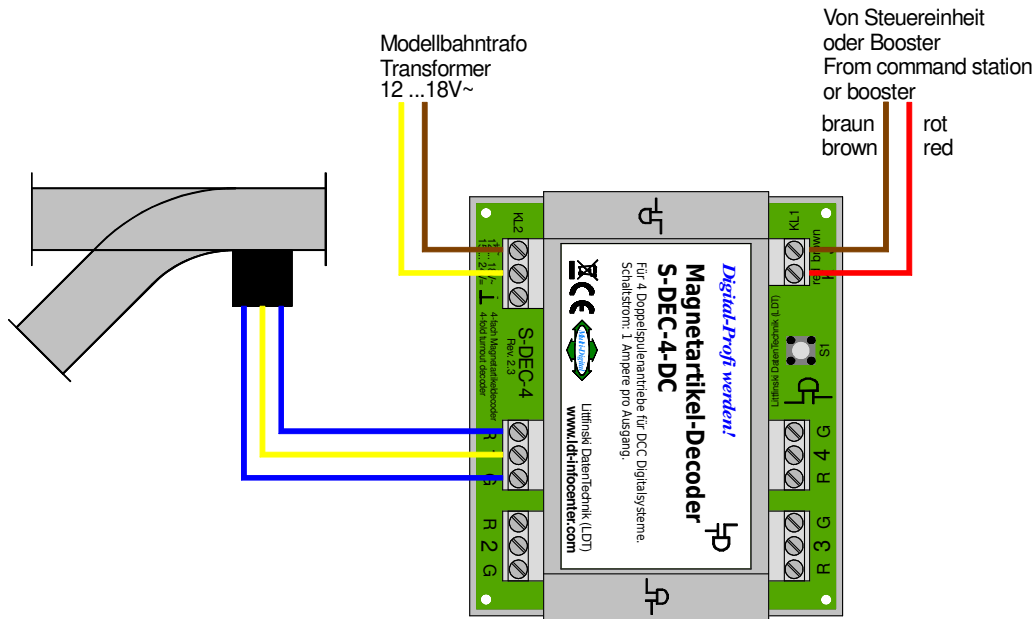 Modellbahntrafo
Transformer
12 ...18V~
Von Steuereinheit
oder Booster
From command station
or booster
braun rot
brown red
KL2
KL1
S-DEC-4
Rev. 2.3
4-fach Magnetartikeldecoder
4-fold turnout decoder
R
G
R 2 G
Digital-Profi werden!
Magnetartikel-Decoder
S-DEC-4-DC
Für 4 Doppelspulenantriebe für DCC Digitalsysteme.
Schaltstrom: 1 Ampere pro Ausgang.
CE
Multi-Digital
Littfinski DatenTechnik (LDT)
www.ldt-infocenter.com
S1
Littfinski DatenTechnik (LDT)
R 4 G
R 3 G